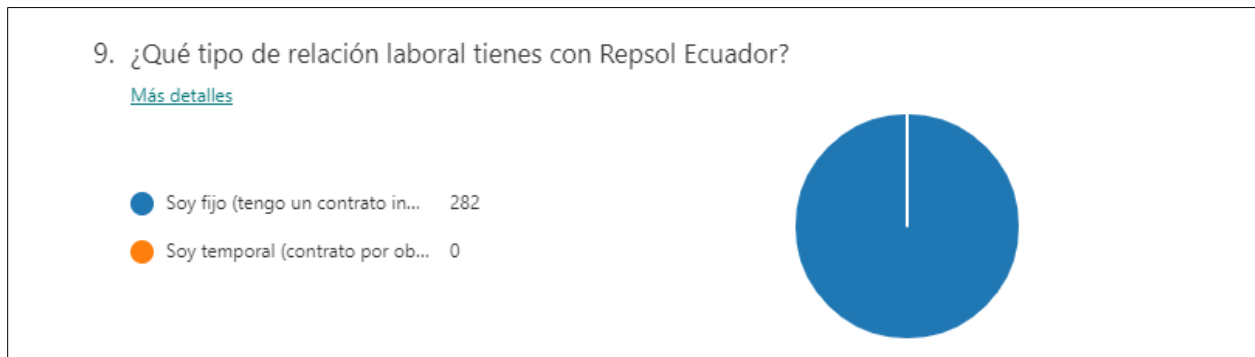 9. ¿Qué tipo de relación laboral tienes con Repsol Ecuador?
Más detalles
Soy fijo (tengo un contrato in... 282
Soy temporal (contrato por ob... 0